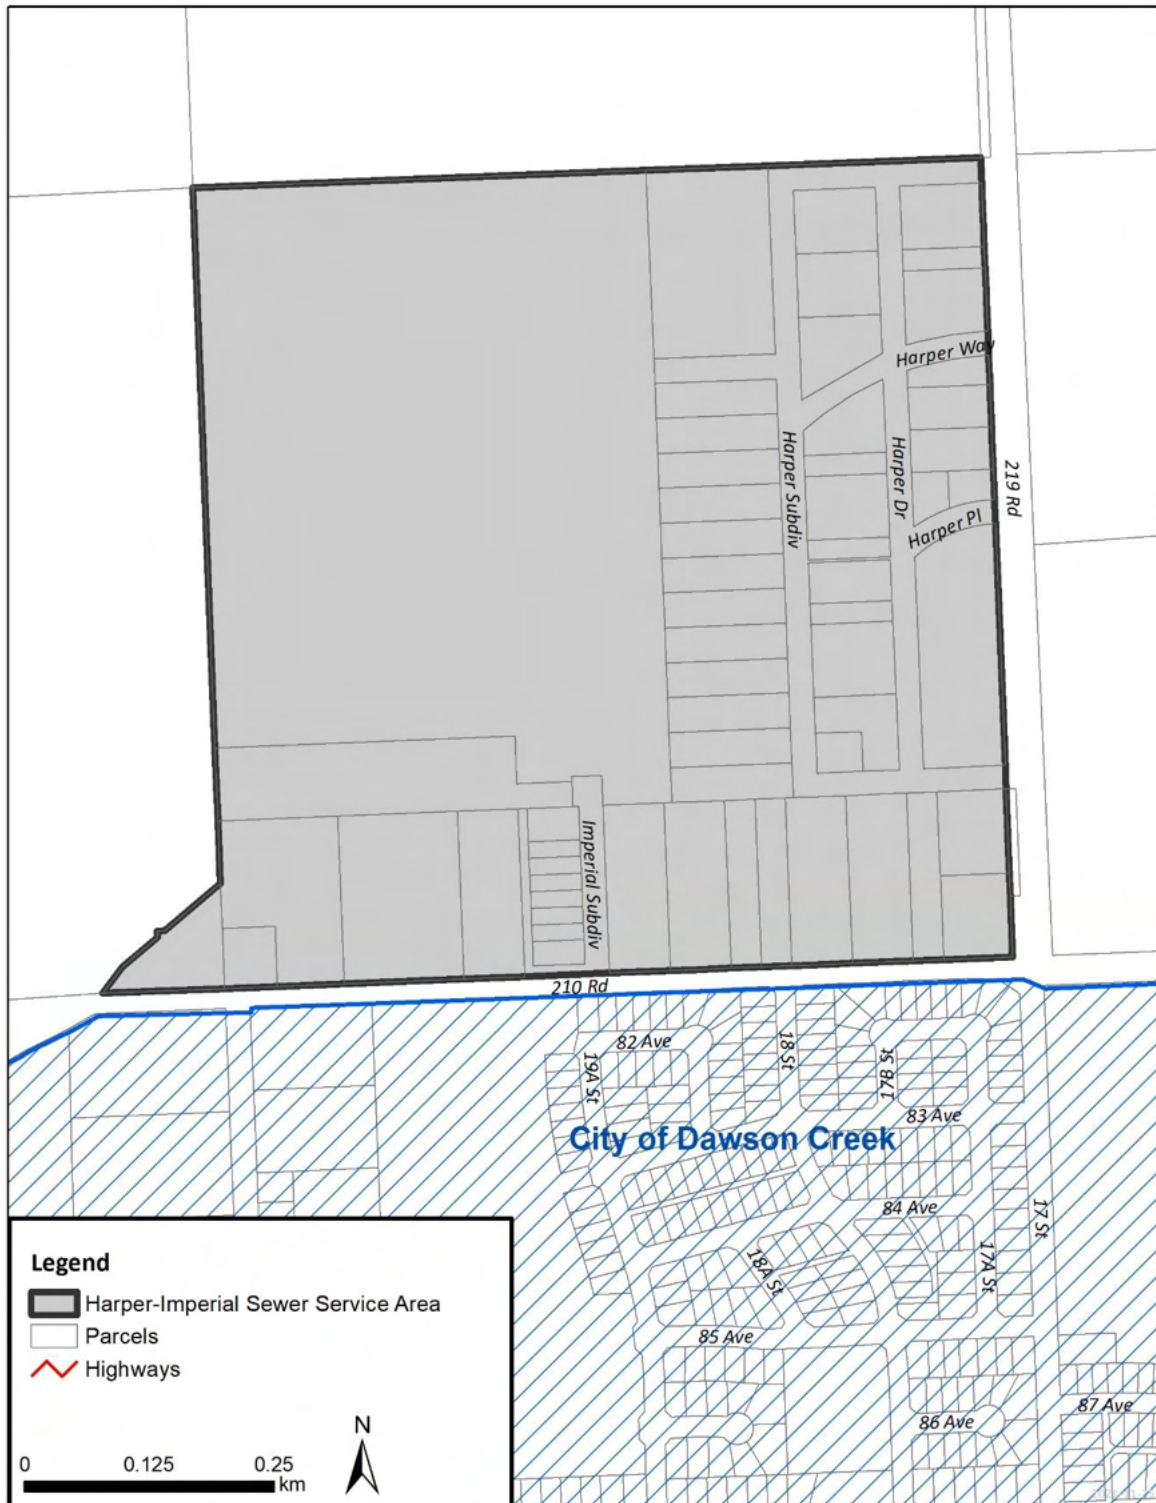 Harper Way
Harper Subdiv
Harper Dr
219 Rd
Harper Pl
Imperial Subdiv
210 Rd
82 Ave
18 St
19A St
17B St
83 Ave
City of Dawson Creek
84 Ave
17 St
18A St
17A St
85 Ave
87 Ave
86 Ave
Legend
Harper-Imperial Sewer Service Area
Parcels
Highways
N
0 0.125 0.25
km